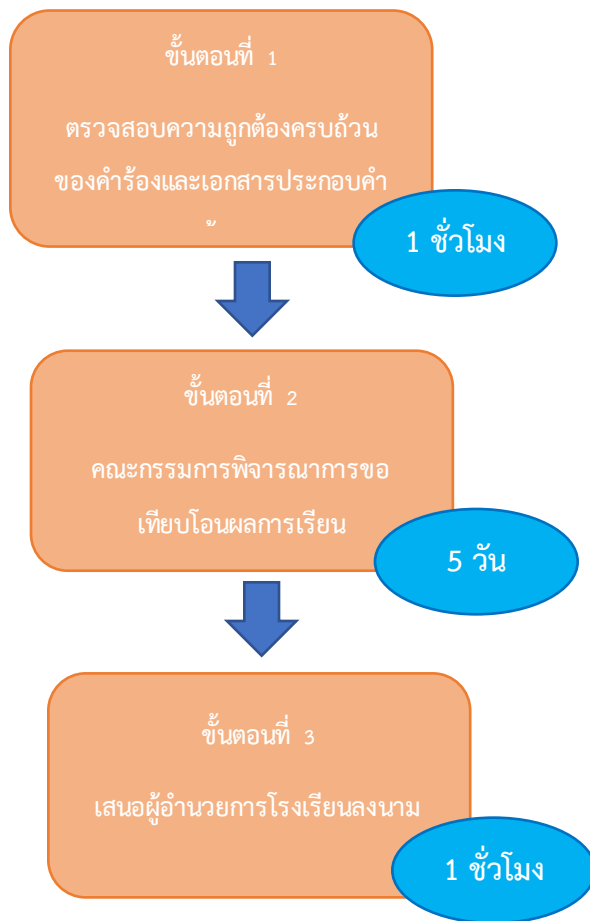 ขั้นตอนที่ 1
ตรวจสอบความถูกต้องครบถ้วน
ของคำร้องและเอกสารประกอบคำ
1 ชั่วโมง
ขั้นตอนที่ 2
คณะกรรมการพิจารณาการขอ
เทียบโอนผลการเรียน
5 วัน
ขั้นตอนที่ 3
เสนอผู้อำนวยการโรงเรียนลงนาม
1 ชั่วโมง